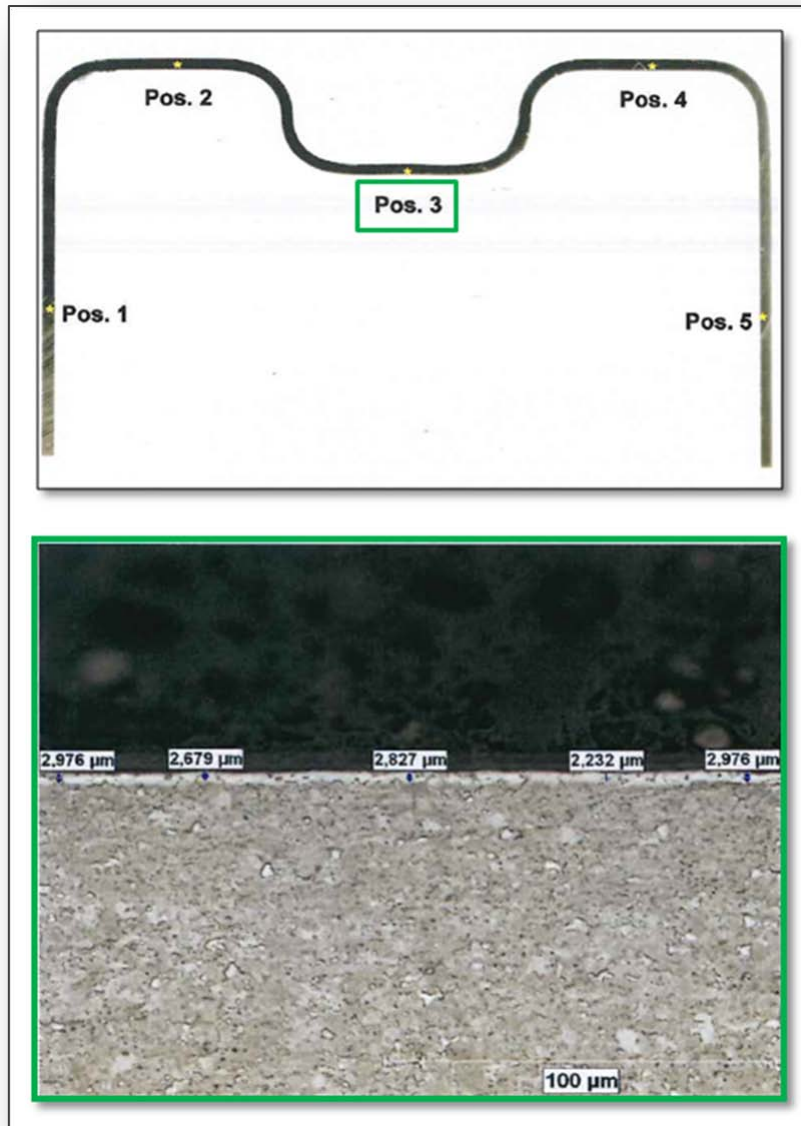 Pos. 2
Pos. 4
Pos. 3
Pos. 1
Pos. 5
2,976 µm
2,679 µm
2,827 µm
2,232 µm
2,976 µm
100 µm